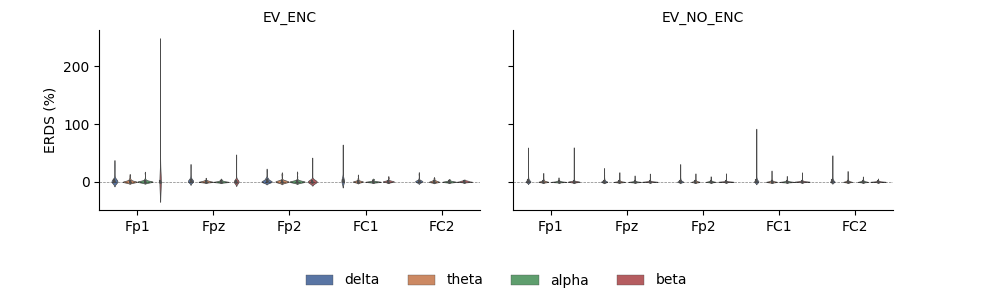 EV_ENC
EV_NO_ENC
ERDS (%)
200
100
0
Fp1 Fpz Fp2 FC1 FC2
Fp1 Fpz Fp2 FC1 FC2
delta theta alpha beta